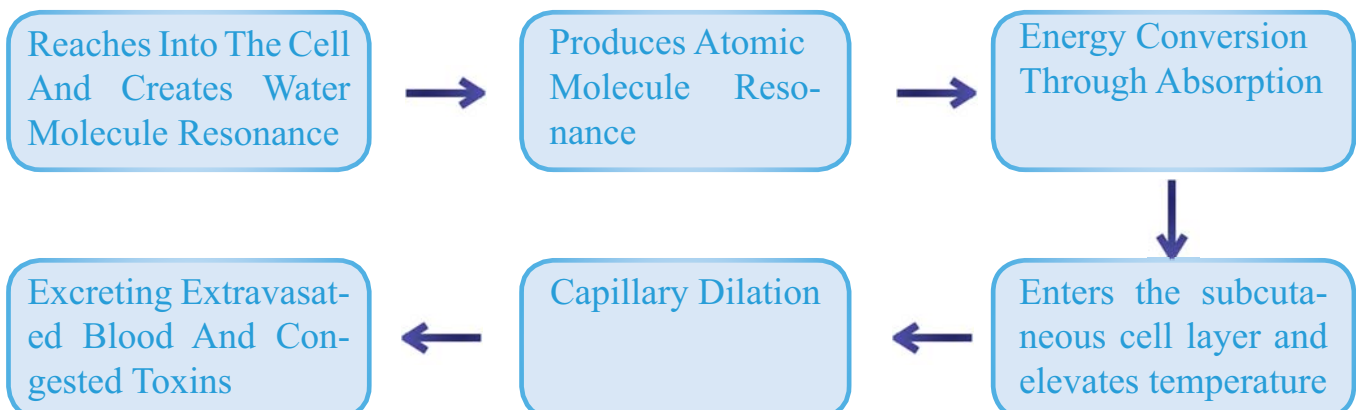 Reaches Into The Cell
And Creates Water
Molecule Resonance
Produces Atomic
Molecule Reso-
nance
Energy Conversion
Through Absorption
Enters the subcuta-
neous cell layer and
elevates temperature
Capillary Dilation
Excreting Extravasat-
ed Blood And Con-
gested Toxins